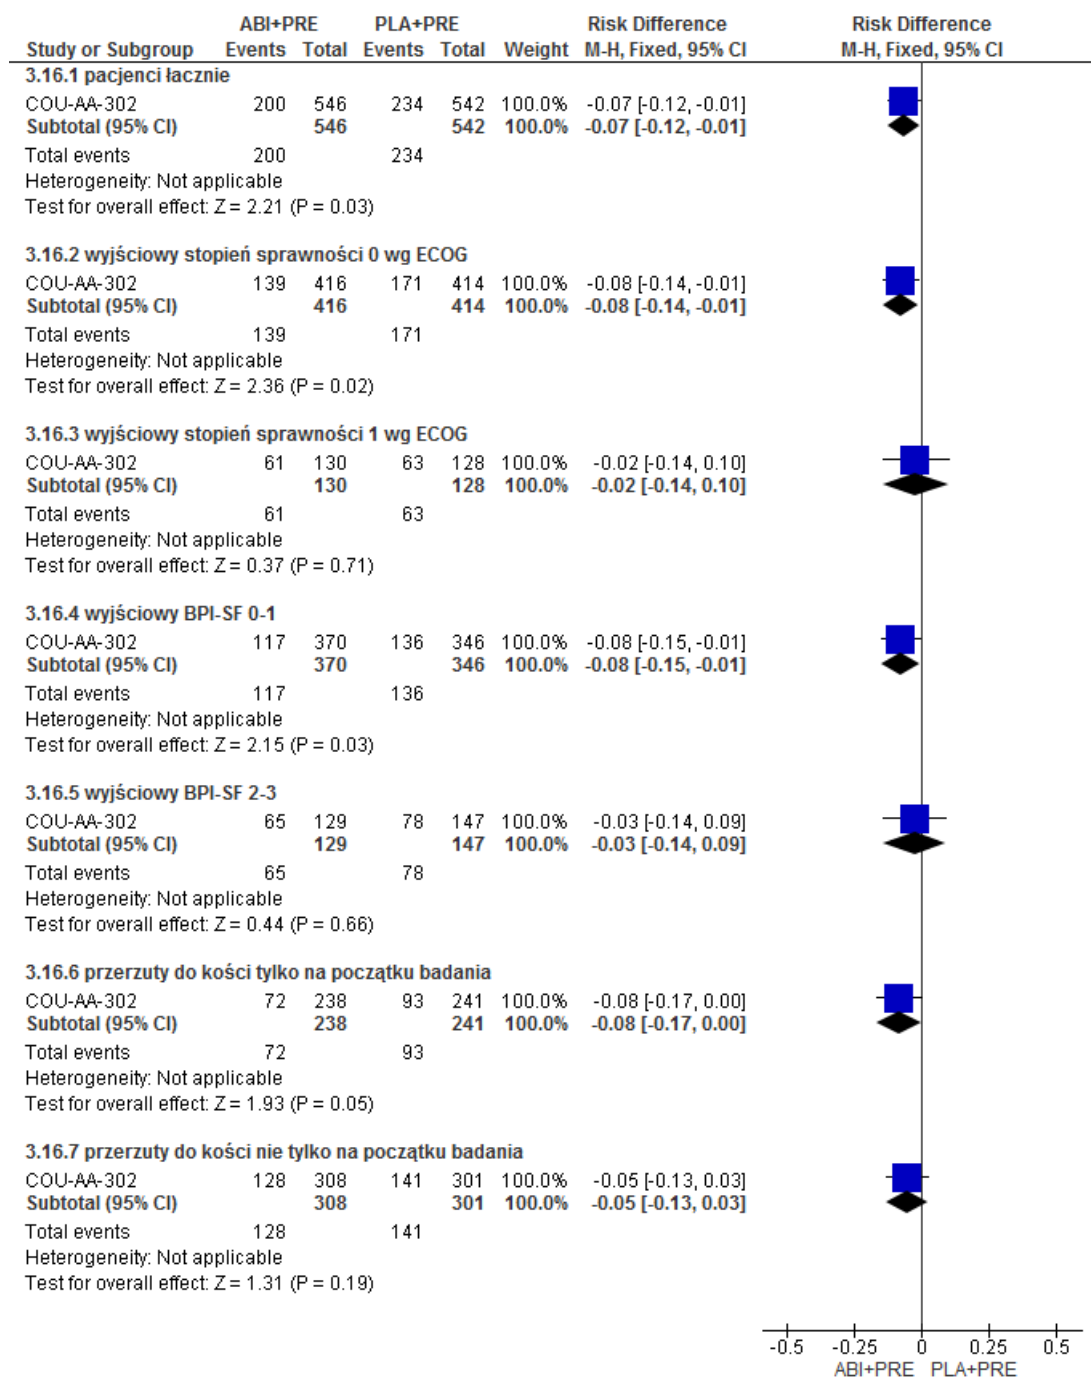 ABI+PRE PLA+PRE Risk Difference Risk Difference
Study or Subgroup Events Total Events Total Weight M-H, Fixed, 95% CI M-H, Fixed, 95% CI
3.16.1 pacjenci łacznie
COU-AA-302 200 546 234 542 100.0% -0.07 [-0.12, -0.01]
Subtotal (95% CI) 546 542 100.0% -0.07 [-0.12, -0.01]
Total events 200 234
Heterogeneity: Not applicable
Test for overall effect: Z = 2.21 (P = 0.03)
3.16.2 wyjściowy stopień sprawności 0 wg ECOG
COU-AA-302 139 416 171 414 100.0% -0.08 [-0.14, -0.01]
Subtotal (95% CI) 416 414 100.0% -0.08 [-0.14, -0.01]
Total events 139 171
Heterogeneity: Not applicable
Test for overall effect: Z = 2.36 (P = 0.02)
3.16.3 wyjściowy stopień sprawności 1 wg ECOG
COU-AA-302 61 130 63 128 100.0% -0.02 [-0.14, 0.10]
Subtotal (95% CI) 130 128 100.0% -0.02 [-0.14, 0.10]
Total events 61 63
Heterogeneity: Not applicable
Test for overall effect: Z = 0.37 (P = 0.71)
3.16.4 wyjściowy BPI-SF 0-1
COU-AA-302 117 370 136 346 100.0% -0.08 [-0.15, -0.01]
Subtotal (95% CI) 370 346 100.0% -0.08 [-0.15, -0.01]
Total events 117 136
Heterogeneity: Not applicable
Test for overall effect: Z = 2.15 (P = 0.03)
3.16.5 wyjściowy BPI-SF 2-3
COU-AA-302 65 129 78 147 100.0% -0.03 [-0.14, 0.09]
Subtotal (95% CI) 129 147 100.0% -0.03 [-0.14, 0.09]
Total events 65 78
Heterogeneity: Not applicable
Test for overall effect: Z = 0.44 (P = 0.66)
3.16.6 przerzuty do kości tylko na początku badania
COU-AA-302 72 238 93 241 100.0% -0.08 [-0.17, 0.00]
Subtotal (95% CI) 238 241 100.0% -0.08 [-0.17, 0.00]
Total events 72 93
Heterogeneity: Not applicable
Test for overall effect: Z = 1.93 (P = 0.05)
3.16.7 przerzuty do kości nie tylko na początku badania
COU-AA-302 128 308 141 301 100.0% -0.05 [-0.13, 0.03]
Subtotal (95% CI) 308 301 100.0% -0.05 [-0.13, 0.03]
Total events 128 141
Heterogeneity: Not applicable
Test for overall effect: Z = 1.31 (P = 0.19)
-0.5 -0.25 0 0.25 0.5
ABI+PRE PLA+PRE